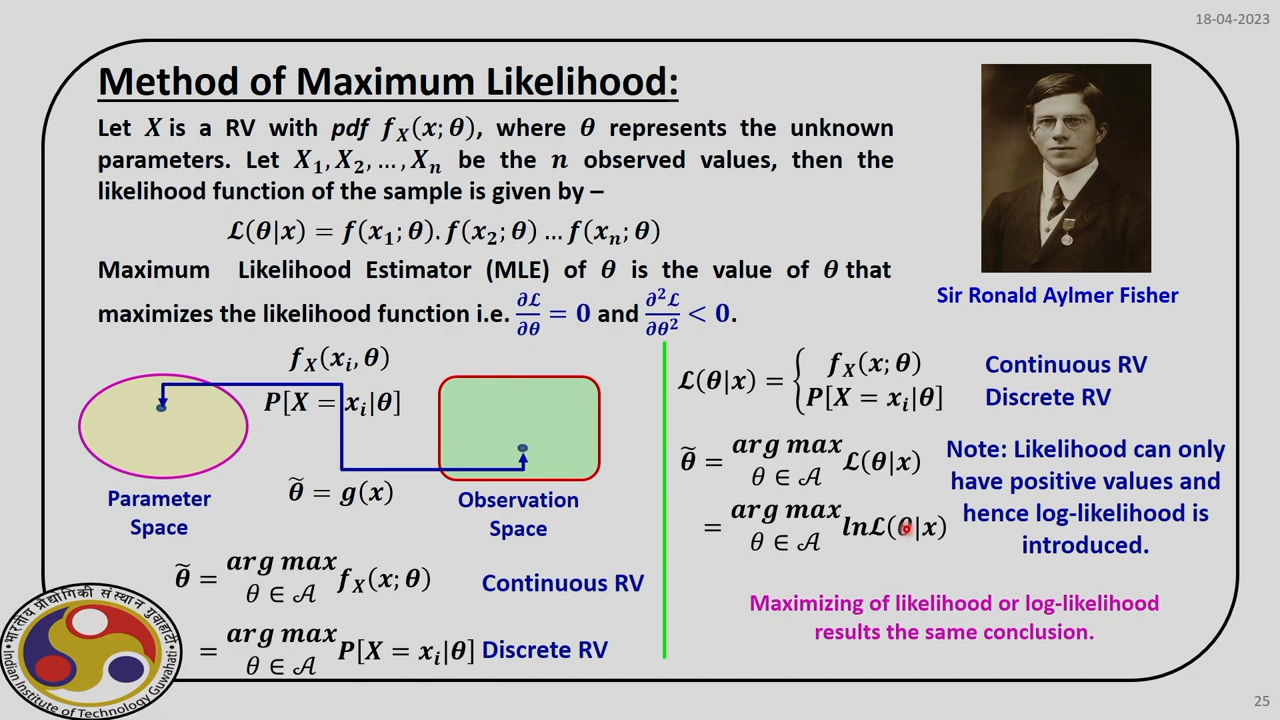 18-04-2023
Method of Maximum Likelihood:
Let X is a RV with pdf f_X(x; θ), where θ represents the unknown
parameters. Let X₁, X₂, …, Xₙ be the n observed values, then the
likelihood function of the sample is given by –
ℒ(θ|x) = f(x₁; θ). f(x₂; θ) … f(xₙ; θ)
Maximum Likelihood Estimator (MLE) of θ is the value of θ that
maximizes the likelihood function i.e. ∂ℒ/∂θ = 0 and ∂²ℒ/∂θ² < 0.
Sir Ronald Aylmer Fisher
f_X(x_i, θ)
P[X = x_i|θ]
θ̃ = g(x)
Parameter
Space
Observation
Space
θ̃ = arg max θ ∈ 𝒜 f_X(x; θ) Continuous RV
= arg max θ ∈ 𝒜 P[X = x_i|θ] Discrete RV
ℒ(θ|x) = { f_X(x; θ) Continuous RV
P[X = x_i|θ] Discrete RV
θ̃ = arg max θ ∈ 𝒜 ℒ(θ|x)
= arg max θ ∈ 𝒜 lnℒ(θ|x)
Note: Likelihood can only
have positive values and
hence log-likelihood is
introduced.
Maximizing of likelihood or log-likelihood
results the same conclusion.
भारतीय प्रौद्योगिकी संस्थान गुवाहाटी
Indian Institute of Technology Guwahati
25